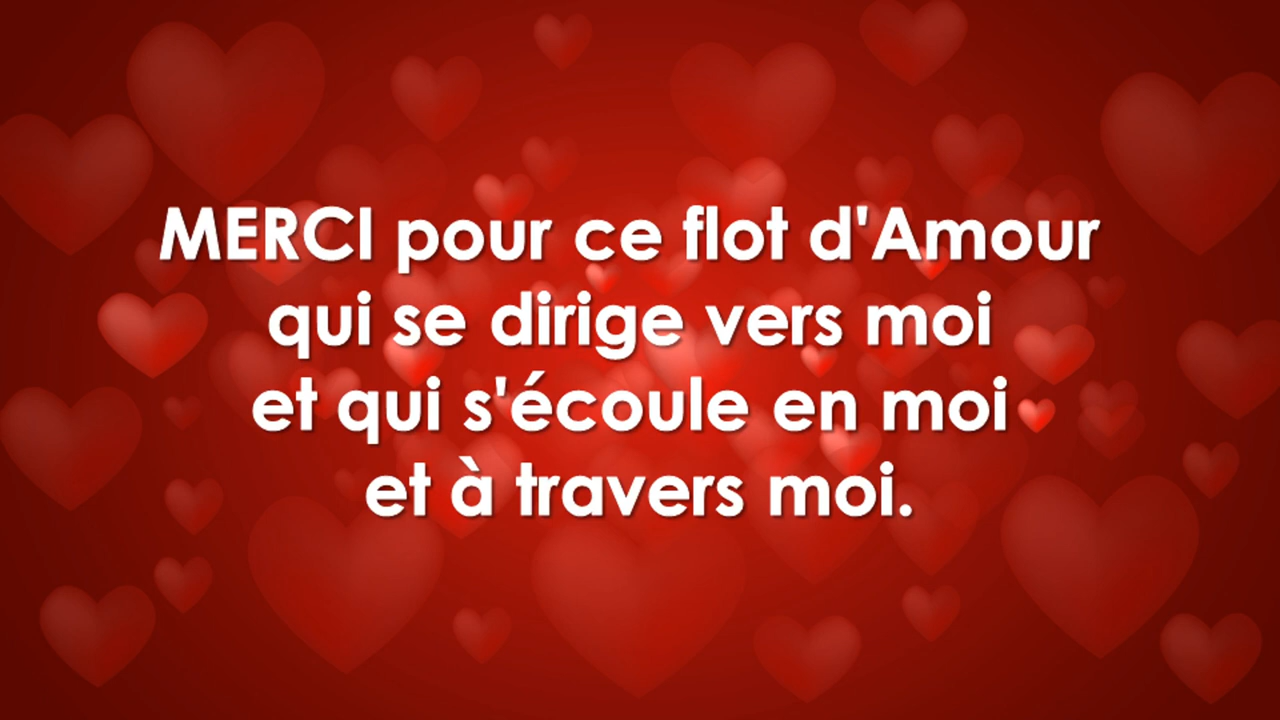 MERCI pour ce flot d'Amour
qui se dirige vers moi
et qui s'écoule en moi
et à travers moi.